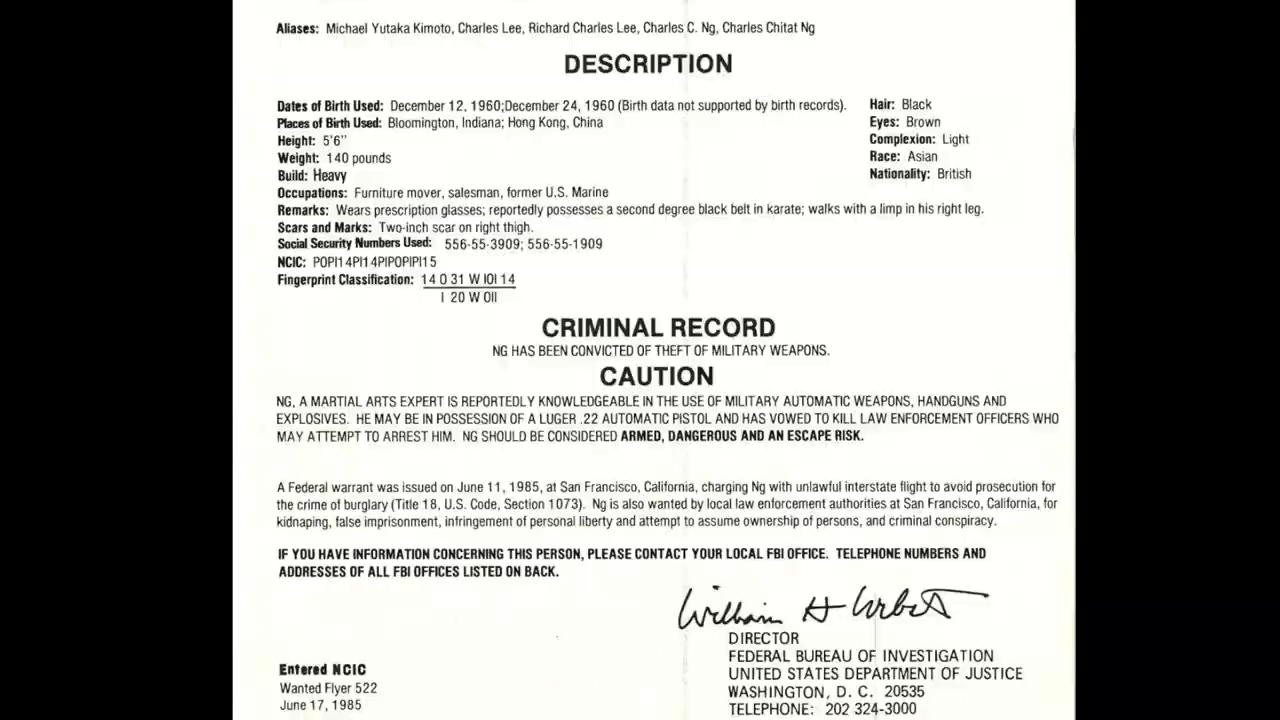 Aliases: Michael Yutaka Kimoto, Charles Lee, Richard Charles Lee, Charles C. Ng, Charles Chitat Ng
DESCRIPTION
Dates of Birth Used: December 12, 1960;December 24, 1960 (Birth data not supported by birth records).
Places of Birth Used: Bloomington, Indiana; Hong Kong, China
Height: 5'6"
Weight: 140 pounds
Build: Heavy
Occupations: Furniture mover, salesman, former U.S. Marine
Hair: Black
Eyes: Brown
Complexion: Light
Race: Asian
Nationality: British
Remarks: Wears prescription glasses; reportedly possesses a second degree black belt in karate; walks with a limp in his right leg.
Scars and Marks: Two-inch scar on right thigh.
Social Security Numbers Used: 556-55-3909; 556-55-1909
NCIC: POPI14PI14PIPOPIPI15
Fingerprint Classification: 14 0 31 W IOI 14
I 20 W OII
CRIMINAL RECORD
NG HAS BEEN CONVICTED OF THEFT OF MILITARY WEAPONS.
CAUTION
NG, A MARTIAL ARTS EXPERT IS REPORTEDLY KNOWLEDGEABLE IN THE USE OF MILITARY AUTOMATIC WEAPONS, HANDGUNS AND
EXPLOSIVES. HE MAY BE IN POSSESSION OF A LUGER .22 AUTOMATIC PISTOL AND HAS VOWED TO KILL LAW ENFORCEMENT OFFICERS WHO
MAY ATTEMPT TO ARREST HIM. NG SHOULD BE CONSIDERED ARMED, DANGEROUS AND AN ESCAPE RISK.
A Federal warrant was issued on June 11, 1985, at San Francisco, California, charging Ng with unlawful interstate flight to avoid prosecution for
the crime of burglary (Title 18, U.S. Code, Section 1073). Ng is also wanted by local law enforcement authorities at San Francisco, California, for
kidnaping, false imprisonment, infringement of personal liberty and attempt to assume ownership of persons, and criminal conspiracy.
IF YOU HAVE INFORMATION CONCERNING THIS PERSON, PLEASE CONTACT YOUR LOCAL FBI OFFICE. TELEPHONE NUMBERS AND
ADDRESSES OF ALL FBI OFFICES LISTED ON BACK.
William H Webster
DIRECTOR
FEDERAL BUREAU OF INVESTIGATION
UNITED STATES DEPARTMENT OF JUSTICE
WASHINGTON, D. C. 20535
TELEPHONE: 202 324-3000
Entered NCIC
Wanted Flyer 522
June 17, 1985